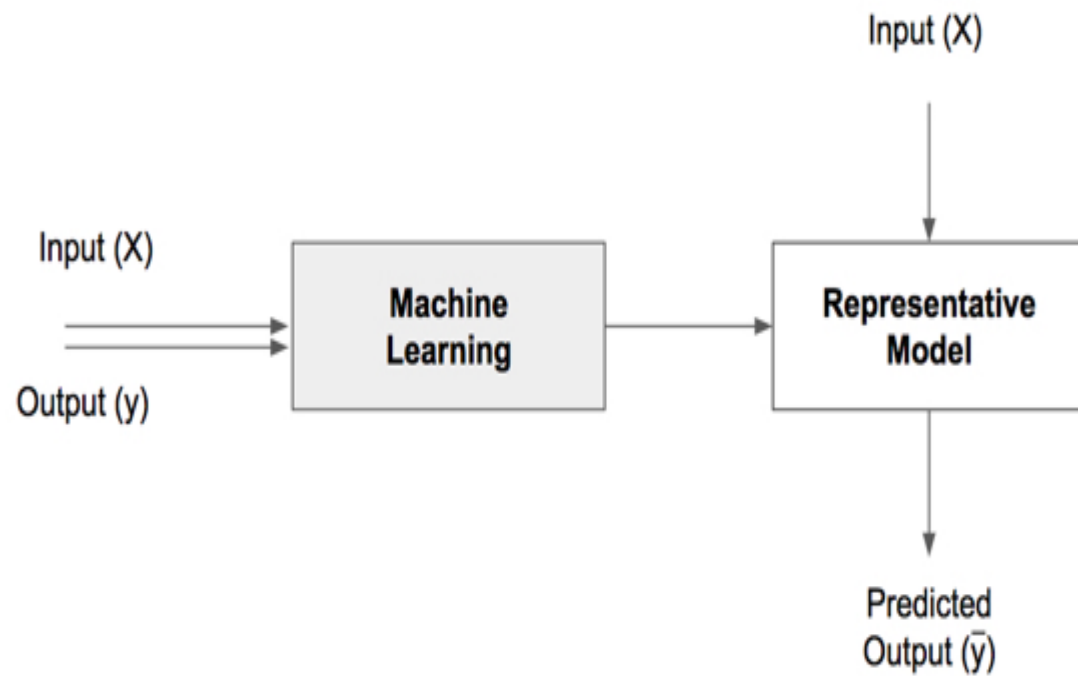 Input (X)
Input (X)
Machine
Learning
Representative
Model
Output (y)
Predicted
Output (ȳ)